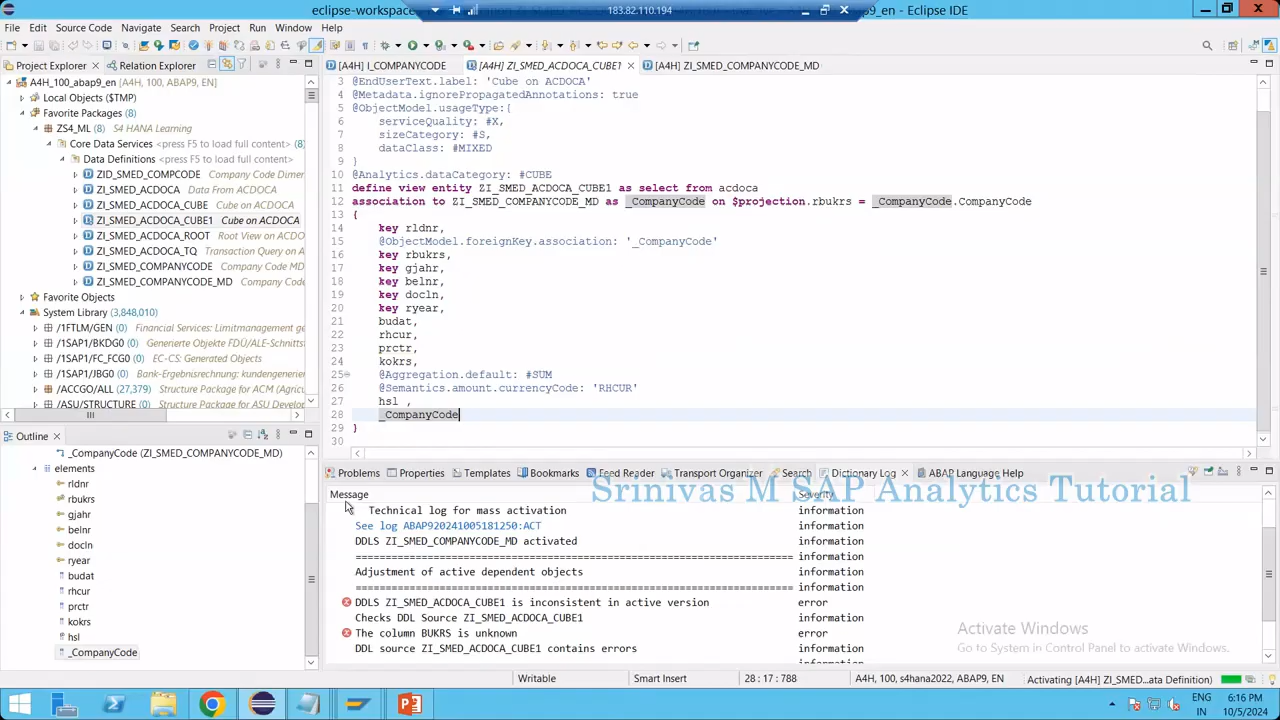 eclipse-workspace
183.82.110.194
_en - Eclipse IDE
File Edit Source Code Navigate Search Project Run Window Help
Project Explorer
Relation Explorer
A4H_100_abap9_en [A4H, 100, ABAP9, EN]
Local Objects ($TMP)
Favorite Packages (8)
ZS4_ML (8) S4 HANA Learning
Core Data Services <press F5 to load full content> (8)
Data Definitions <press F5 to load full content>
ZID_SMED_COMPCODE Company Code Dimen
ZI_SMED_ACDOCA Data From ACDOCA
ZI_SMED_ACDOCA_CUBE Cube on ACDOCA
ZI_SMED_ACDOCA_CUBE1 Cube on ACDOCA
ZI_SMED_ACDOCA_ROOT Root View on ACDO
ZI_SMED_ACDOCA_TQ Transaction Query on A
ZI_SMED_COMPANYCODE Company Code MD
ZI_SMED_COMPANYCODE_MD Company Code
Favorite Objects
System Library (3,848,010)
/1FTLM/GEN (0) Financial Services: Limitmanagement ge
/1SAP1/BKDG0 (0) Generierte Objekte FDÜ/ALE-Schnitts
/1SAP1/FC_FCG0 (0) EC-CS: Generated Objects
/1SAP1/JBG0 (0) Bank-Ergebnisrechnung: kundengenerier
/ACCGO/ALL (27,379) Structure Package for ACM (Agricu
/ASU/STRUCTURE (0) Structure Package for ASU Develop
Outline
_CompanyCode (ZI_SMED_COMPANYCODE_MD)
elements
rldnr
rbukrs
gjahr
belnr
docln
ryear
budat
rhcur
prctr
kokrs
hsl
_CompanyCode
[A4H] I_COMPANYCODE
[A4H] ZI_SMED_ACDOCA_CUBE1
[A4H] ZI_SMED_COMPANYCODE_MD
3 @EndUserText.label: 'Cube on ACDOCA'
4 @Metadata.ignorePropagatedAnnotations: true
5 @ObjectModel.usageType:{
6 serviceQuality: #X,
7 sizeCategory: #S,
8 dataClass: #MIXED
9 }
10 @Analytics.dataCategory: #CUBE
11 define view entity ZI_SMED_ACDOCA_CUBE1 as select from acdoca
12 association to ZI_SMED_COMPANYCODE_MD as _CompanyCode on $projection.rbukrs = _CompanyCode.CompanyCode
13 {
14 key rldnr,
15 @ObjectModel.foreignKey.association: '_CompanyCode'
16 key rbukrs,
17 key gjahr,
18 key belnr,
19 key docln,
20 key ryear,
21 budat,
22 rhcur,
23 prctr,
24 kokrs,
25 @Aggregation.default: #SUM
26 @Semantics.amount.currencyCode: 'RHCUR'
27 hsl ,
28 _CompanyCode
29 }
30
Problems Properties Templates Bookmarks Feed Reader Transport Organizer Search Dictionary Log ABAP Language Help
Srinivas M SAP Analytics Tutorial
Message Severity
Technical log for mass activation information
See log ABAP920241005181250:ACT information
DDLS ZI_SMED_COMPANYCODE_MD activated information
======================================================================== information
Adjustment of active dependent objects information
======================================================================== information
DDLS ZI_SMED_ACDOCA_CUBE1 is inconsistent in active version error
Checks DDL Source ZI_SMED_ACDOCA_CUBE1 information
The column BUKRS is unknown error
DDL source ZI_SMED_ACDOCA_CUBE1 contains errors information
Activate Windows
Go to System in Control Panel to activate Windows.
Writable
Smart Insert
28 : 17 : 788
A4H, 100, s4hana2022, ABAP9, EN
Activating [A4H] ZI_SMED...ata Definition)
ENG
IN
6:16 PM
10/5/2024